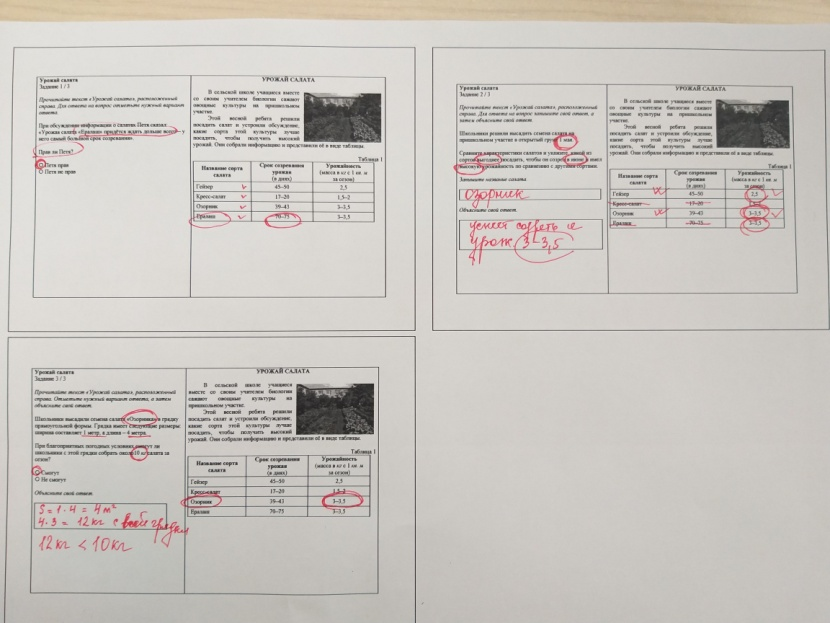 Урожай салата
Задание 1 / 3
Прочитайте текст «Урожай салата», расположенный
справа. Для ответа на вопрос отметьте нужный вариант
ответа.
При обсуждении информации о салатах Петя сказал:
«Урожая салата «Ералаш» придётся ждать дольше всего – у
него самый большой срок созревания».
Прав ли Петя?
Петя прав
Петя не прав
УРОЖАЙ САЛАТА
В сельской школе учащиеся вместе
со своим учителем биологии сажают
овощные культуры на пришкольном
участке.
Этой весной ребята решили
посадить салат и устроили обсуждение,
какие сорта этой культуры лучше
посадить, чтобы получить высокий
урожай. Они собрали информацию и представили её в виде таблицы.
Таблица 1
Название сорта салата Срок созревания урожая (в днях) Урожайность (масса в кг с 1 кв. м за сезон)
Гейзер 45–50 2,5
Кресс-салат 17–20 1,5–2
Озорник 39–43 3–3,5
Ералаш 70–75 3–3,5
Урожай салата
Задание 2 / 3
Прочитайте текст «Урожай салата», расположенный
справа. Для ответа на вопрос запишите свой ответ, а
затем объясните свой ответ.
Школьники решили высадить семена салата на
пришкольном участке в открытый грунт 1 мая.
Сравните характеристики салатов и укажите, какой из
сортов выгоднее посадить, чтобы он созрел в июне и имел
высокую урожайность по сравнению с другими сортами.
Запишите название салата.
Озорник
Объясните свой ответ.
успеет созреть и
урож 3-3,5
УРОЖАЙ САЛАТА
В сельской школе учащиеся вместе
со своим учителем биологии сажают
овощные культуры на пришкольном
участке.
Этой весной ребята решили
посадить салат и устроили обсуждение,
какие сорта этой культуры лучше
посадить, чтобы получить высокий
урожай. Они собрали информацию и представили её в виде таблицы.
Таблица 1
Название сорта салата Срок созревания урожая (в днях) Урожайность (масса в кг с 1 кв. м за сезон)
Гейзер 45–50 2,5
Кресс-салат 17–20 1,5–2
Озорник 39–43 3–3,5
Ералаш 70–75 3–3,5
Урожай салата
Задание 3 / 3
Прочитайте текст «Урожай салата», расположенный
справа. Отметьте нужный вариант ответа, а затем
объясните свой ответ.
Школьники высадили семена салата «Озорник» в грядку
прямоугольной формы. Грядка имеет следующие размеры:
ширина составляет 1 метр, а длина – 4 метра.
При благоприятных погодных условиях смогут ли
школьники с этой грядки собрать около 10 кг салата за
сезон?
Смогут
Не смогут
Объясните свой ответ.
S = 1·4 = 4м²
4·3 = 12кг с грядки
12кг < 10кг
УРОЖАЙ САЛАТА
В сельской школе учащиеся
вместе со своим учителем биологии
сажают овощные культуры на
пришкольном участке.
Этой весной ребята решили
посадить салат и устроили обсуждение,
какие сорта этой культуры лучше
посадить, чтобы получить высокий
урожай. Они собрали информацию и представили её в виде таблицы.
Таблица 1
Название сорта салата Срок созревания урожая (в днях) Урожайность (масса в кг с 1 кв. м за сезон)
Гейзер 45–50 2,5
Кресс-салат 17–20 1,5–2
Озорник 39–43 3–3,5
Ералаш 70–75 3–3,5